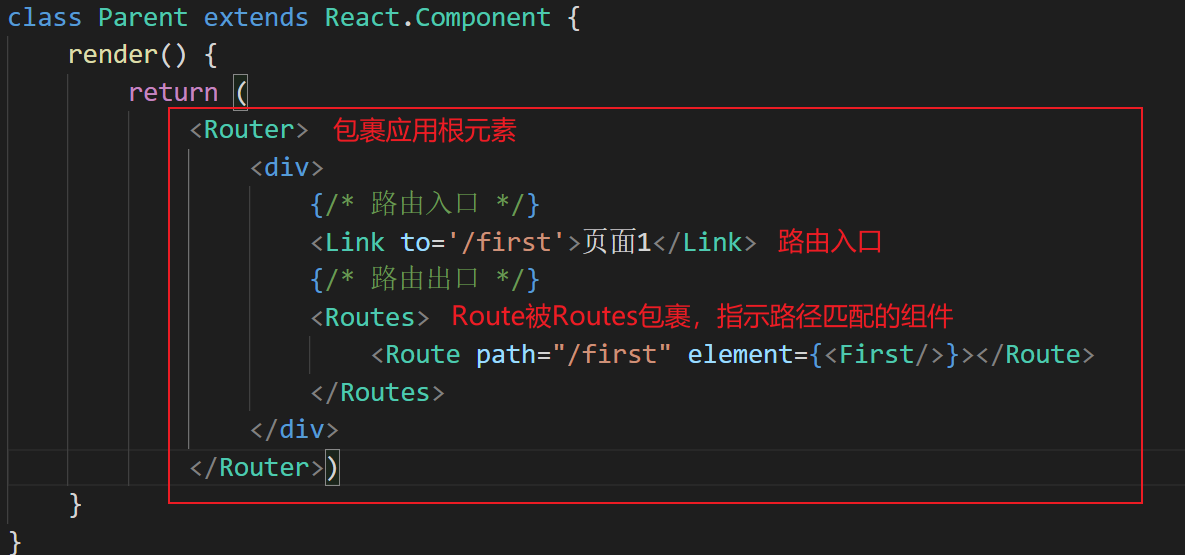 class Parent extends React.Component {
render() {
return (
<Router> 包裹应用根元素
<div>
{/* 路由入口 */}
<Link to='/first'>页面1</Link> 路由入口
{/* 路由出口 */}
<Routes> Route被Routes包裹，指示路径匹配的组件
<Route path="/first" element={<First/>}></Route>
</Routes>
</div>
</Router>)
}
}